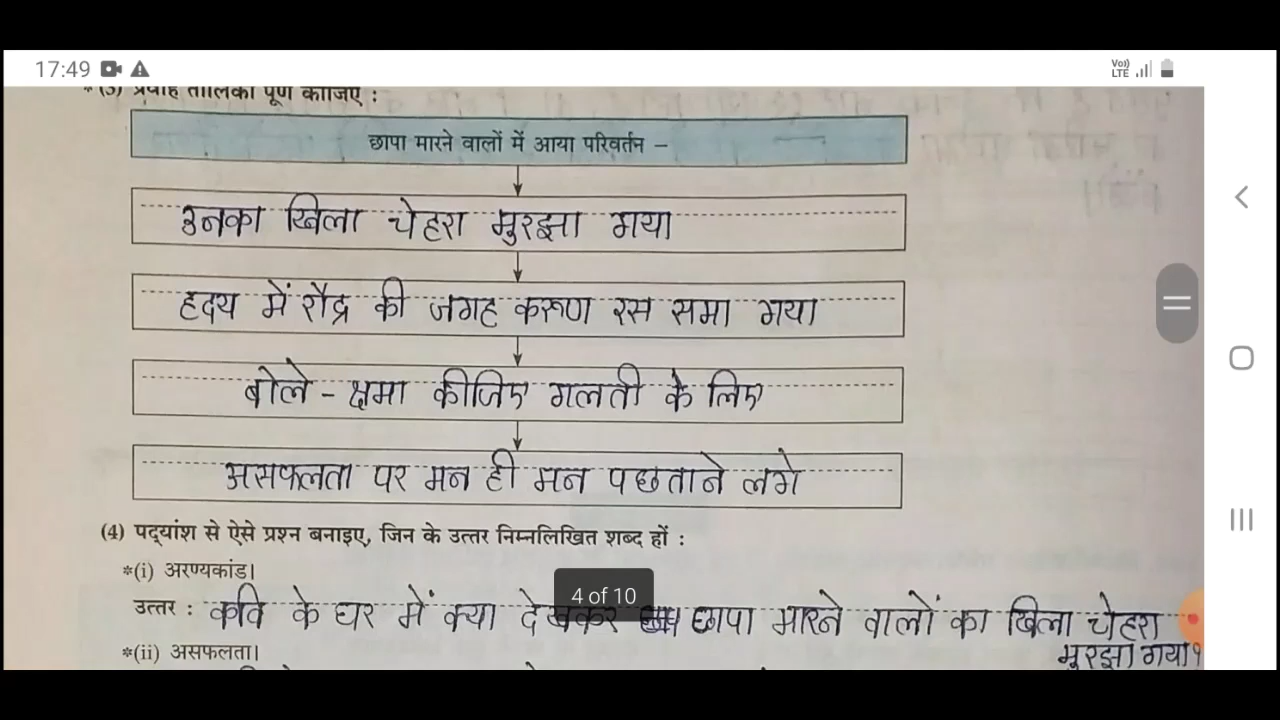 17:49
Vo)) LTE
*(3) प्रवाह तालिका पूर्ण कीजिए :
छापा मारने वालों में आया परिवर्तन –
उनका खिला चेहरा मुरझा गया
हृदय में रौद्र की जगह करूण रस समा गया
बोले - क्षमा कीजिए गलती के लिए
असफलता पर मन ही मन पछताने लगे
(4) पद्यांश से ऐसे प्रश्न बनाइए, जिन के उत्तर निम्नलिखित शब्द हों :
*(i) अरण्यकांड।
4 of 10
उत्तर : कवि के घर में क्या देखकर छापा मारने वालों का खिला चेहरा
मुरझा गया?
*(ii) असफलता।